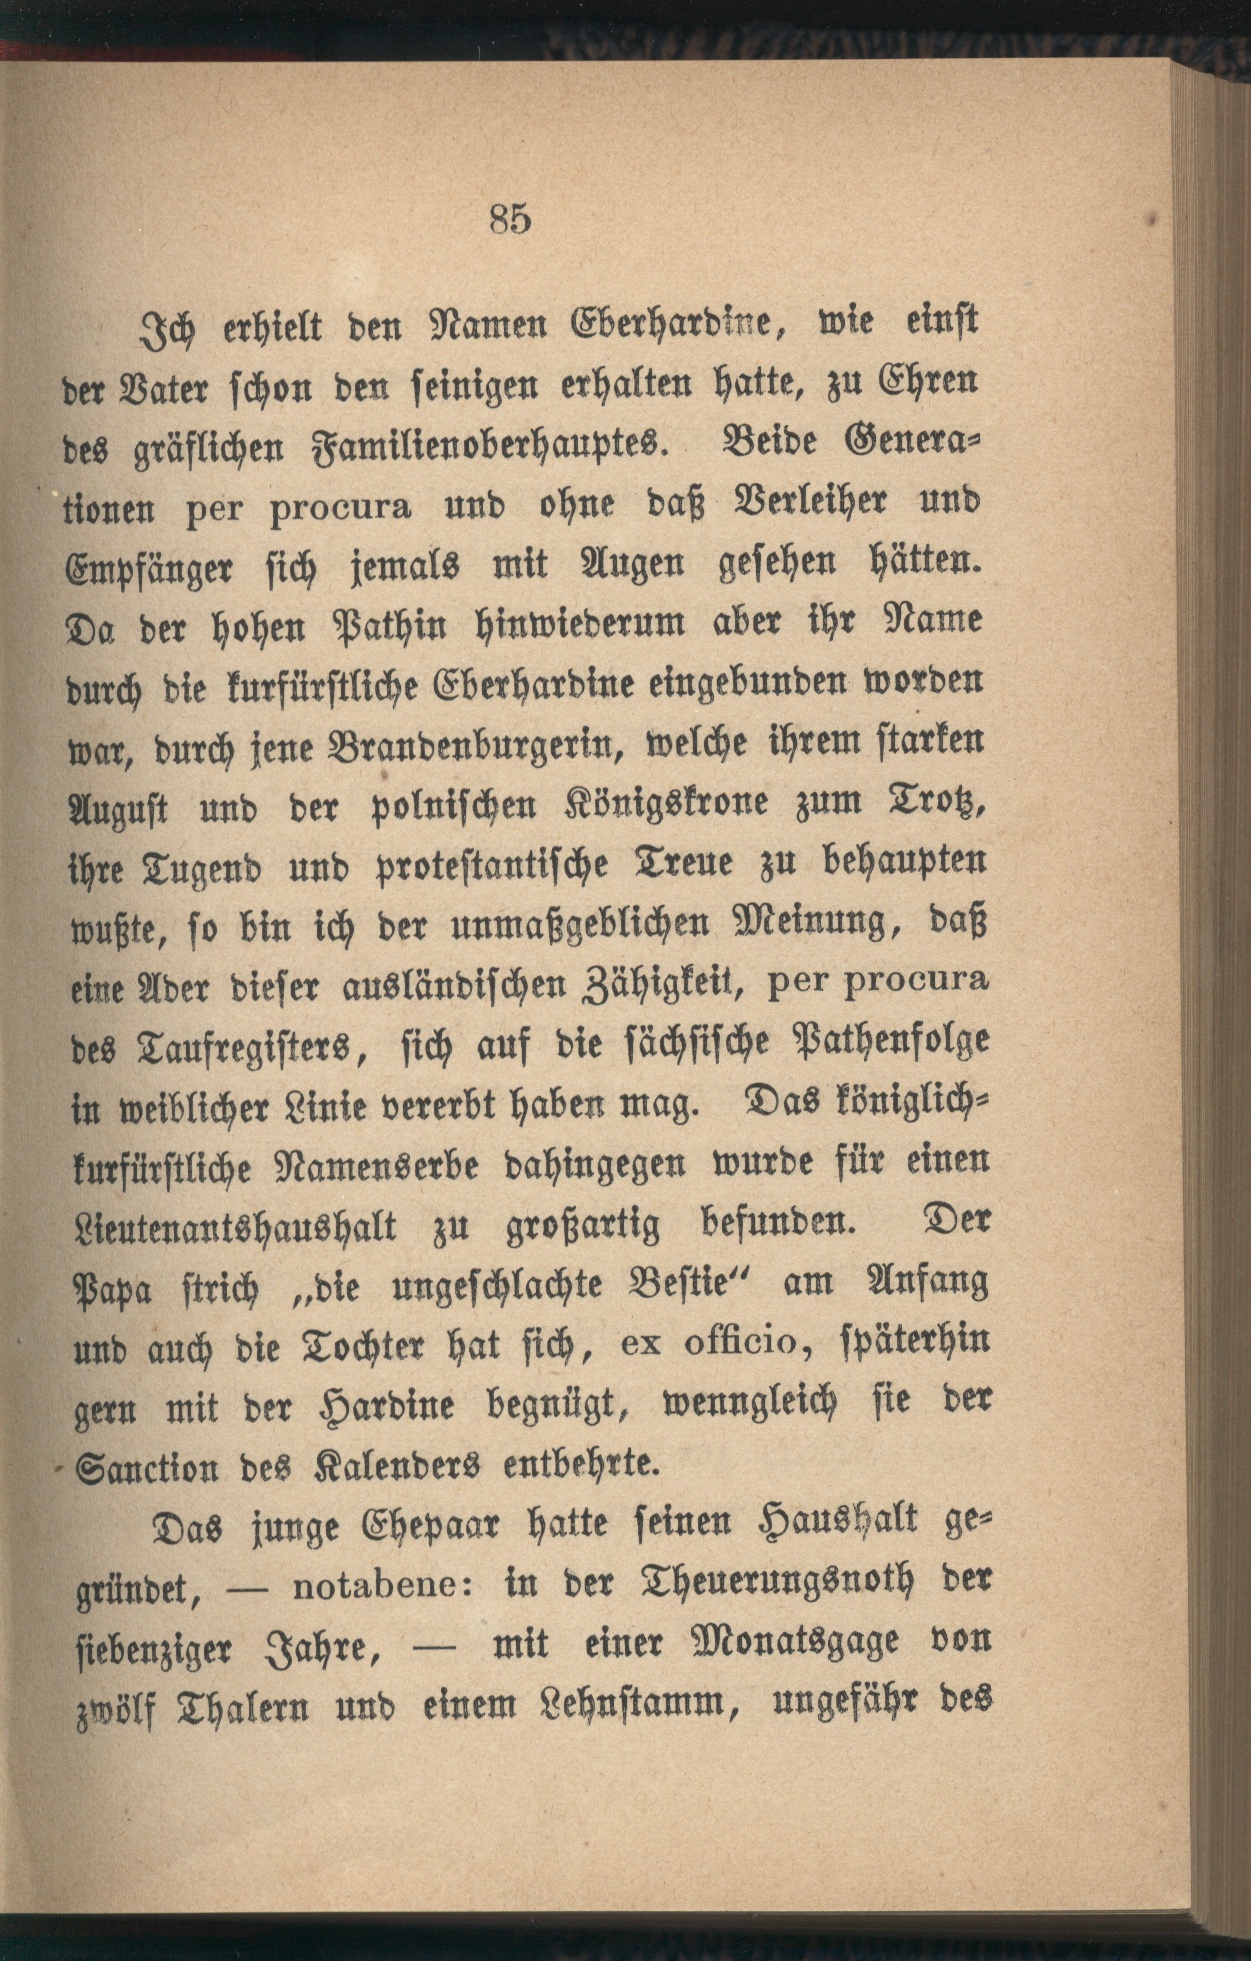 85
Ich erhielt den Namen Eberhardine, wie einst
der Vater schon den seinigen erhalten hatte, zu Ehren
des gräflichen Familienoberhauptes. Beide Genera-
tionen per procura und ohne daß Verleiher und
Empfänger sich jemals mit Augen gesehen hätten.
Da der hohen Pathin hinwiederum aber ihr Name
durch die kurfürstliche Eberhardine eingebunden worden
war, durch jene Brandenburgerin, welche ihrem starken
August und der polnischen Königskrone zum Trotz,
ihre Tugend und protestantische Treue zu behaupten
wußte, so bin ich der unmaßgeblichen Meinung, daß
eine Ader dieser ausländischen Zähigkeit, per procura
des Taufregisters, sich auf die sächsische Pathenfolge
in weiblicher Linie vererbt haben mag. Das königlich-
kurfürstliche Namenserbe dahingegen wurde für einen
Lieutenantshaushalt zu großartig befunden. Der
Papa strich „die ungeschlachte Bestie“ am Anfang
und auch die Tochter hat sich, ex officio, späterhin
gern mit der Hardine begnügt, wenngleich sie der
Sanction des Kalenders entbehrte.
Das junge Ehepaar hatte seinen Haushalt ge-
gründet, — notabene: in der Theuerungsnoth der
siebenziger Jahre, — mit einer Monatsgage von
zwölf Thalern und einem Lehnstamm, ungefähr des